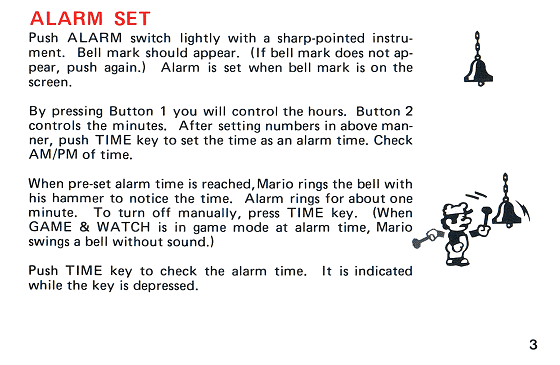 ALARM SET
Push ALARM switch lightly with a sharp-pointed instru-
ment. Bell mark should appear. (If bell mark does not ap-
pear, push again.) Alarm is set when bell mark is on the
screen.
By pressing Button 1 you will control the hours. Button 2
controls the minutes. After setting numbers in above man-
ner, push TIME key to set the time as an alarm time. Check
AM/PM of time.
When pre-set alarm time is reached, Mario rings the bell with
his hammer to notice the time. Alarm rings for about one
minute. To turn off manually, press TIME key. (When
GAME & WATCH is in game mode at alarm time, Mario
swings a bell without sound.)
Push TIME key to check the alarm time. It is indicated
while the key is depressed.
3